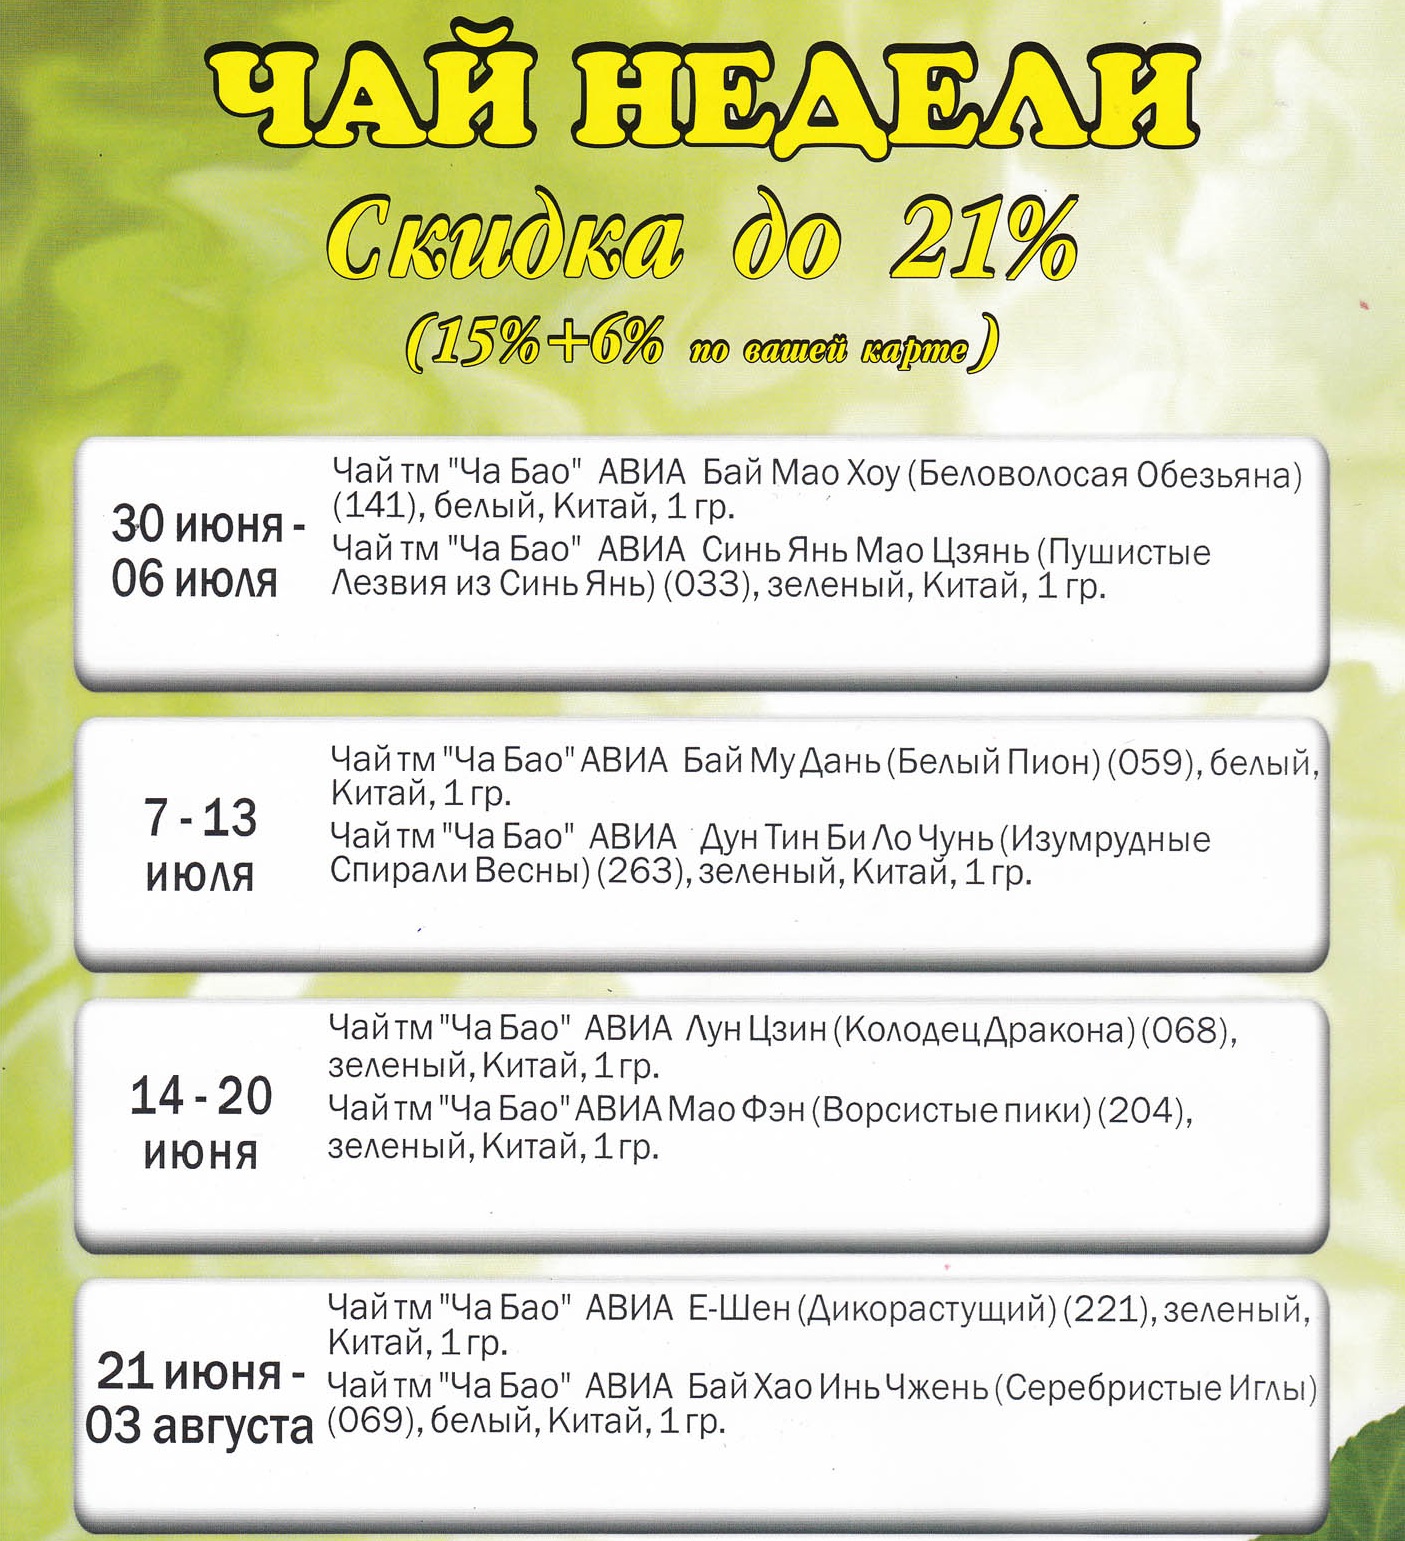 ЧАЙ НЕДЕЛИ
Скидка до 21%
(15%+6% по вашей карте)
30 июня -
06 июля
Чай тм "Ча Бао" АВИА Бай Мао Хоу (Беловолосая Обезьяна)
(141), белый, Китай, 1 гр.
Чай тм "Ча Бао" АВИА Синь Янь Мао Цзянь (Пушистые
Лезвия из Синь Янь) (033), зеленый, Китай, 1 гр.
7 - 13
июля
Чай тм "Ча Бао" АВИА Бай Му Дань (Белый Пион) (059), белый,
Китай, 1 гр.
Чай тм "Ча Бао" АВИА Дун Тин Би Ло Чунь (Изумрудные
Спирали Весны) (263), зеленый, Китай, 1 гр.
14 - 20
июня
Чай тм "Ча Бао" АВИА Лун Цзин (Колодец Дракона) (068),
зеленый, Китай, 1 гр.
Чай тм "Ча Бао" АВИА Мао Фэн (Ворсистые пики) (204),
зеленый, Китай, 1 гр.
21 июня -
03 августа
Чай тм "Ча Бао" АВИА Е-Шен (Дикорастущий) (221), зеленый,
Китай, 1 гр.
Чай тм "Ча Бао" АВИА Бай Хао Инь Чжень (Серебристые Иглы)
(069), белый, Китай, 1 гр.